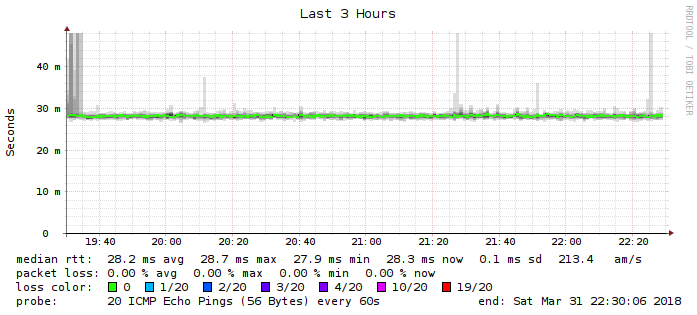 Last 3 Hours
RRDTOOL / TOBI OETIKER
Seconds
40 m
30 m
20 m
10 m
0
19:40 20:00 20:20 20:40 21:00 21:20 21:40 22:00 22:20
median rtt: 28.2 ms avg 28.7 ms max 27.9 ms min 28.3 ms now 0.1 ms sd 213.4 am/s
packet loss: 0.00 % avg 0.00 % max 0.00 % min 0.00 % now
loss color: 0 1/20 2/20 3/20 4/20 10/20 19/20
probe: 20 ICMP Echo Pings (56 Bytes) every 60s end: Sat Mar 31 22:30:06 2018